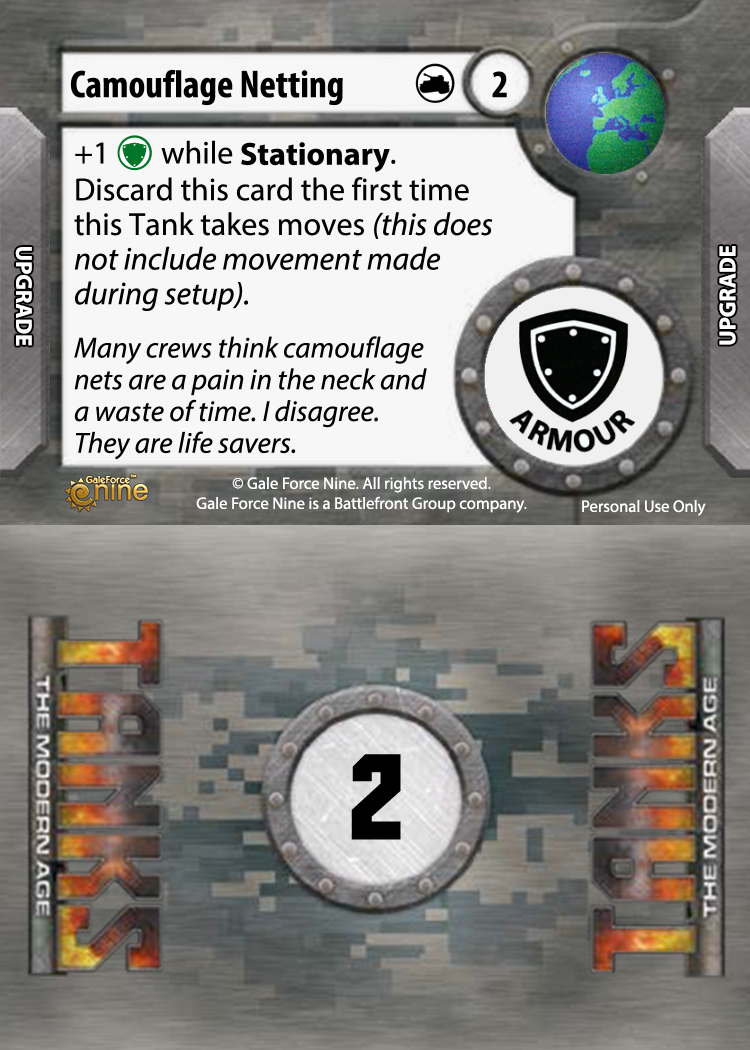 Camouflage Netting
2
+1 while Stationary.
Discard this card the first time
this Tank takes moves (this does
not include movement made
during setup).
Many crews think camouflage
nets are a pain in the neck and
a waste of time. I disagree.
They are life savers.
UPGRADE
UPGRADE
ARMOUR
GaleForce™
nine
© Gale Force Nine. All rights reserved.
Gale Force Nine is a Battlefront Group company.
Personal Use Only
TANKS
THE MODERN AGE
2
TANKS
THE MODERN AGE